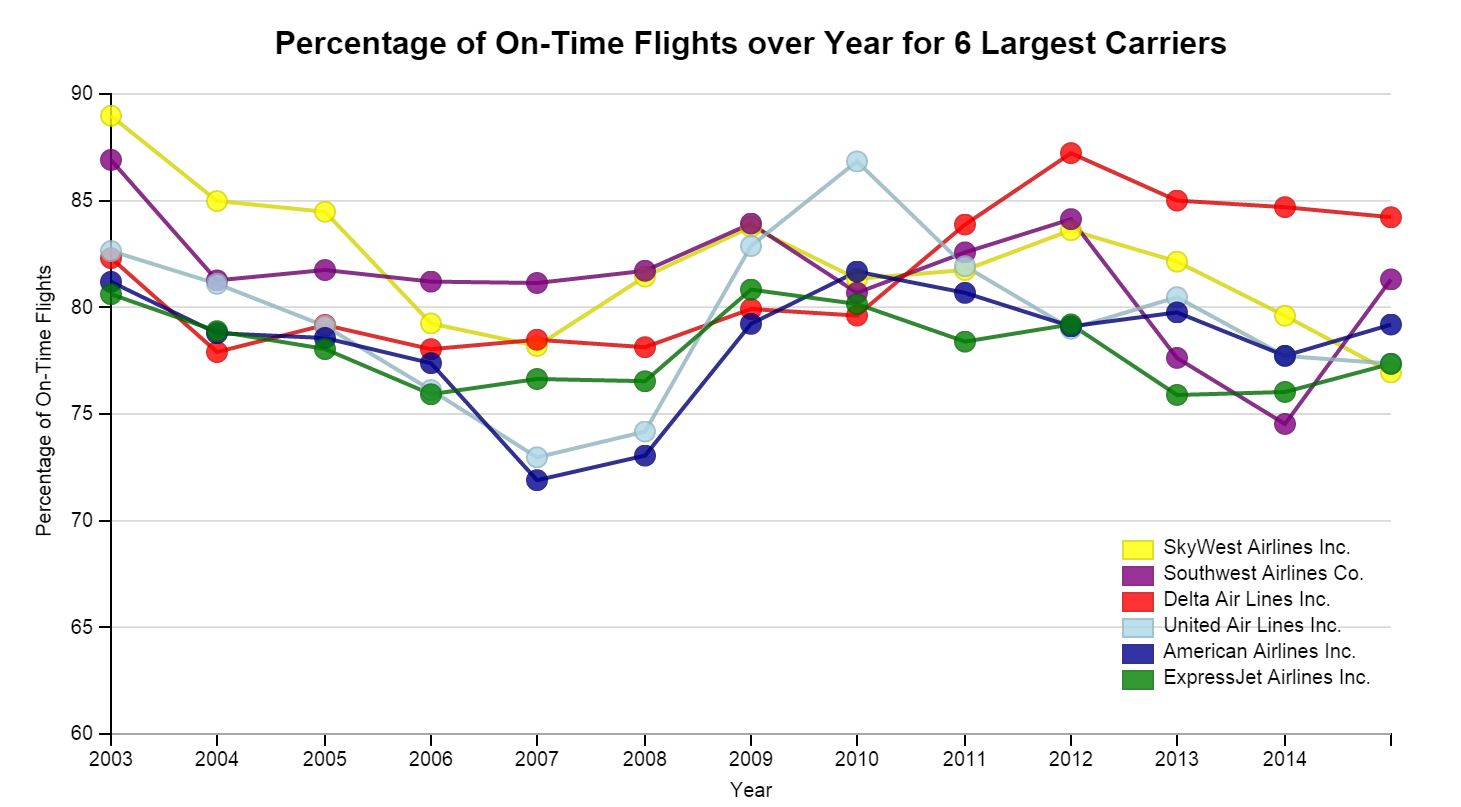 Percentage of On-Time Flights over Year for 6 Largest Carriers
90
85
80
75
70
65
60
Percentage of On-Time Flights
SkyWest Airlines Inc.
Southwest Airlines Co.
Delta Air Lines Inc.
United Air Lines Inc.
American Airlines Inc.
ExpressJet Airlines Inc.
2003 2004 2005 2006 2007 2008 2009 2010 2011 2012 2013 2014
Year